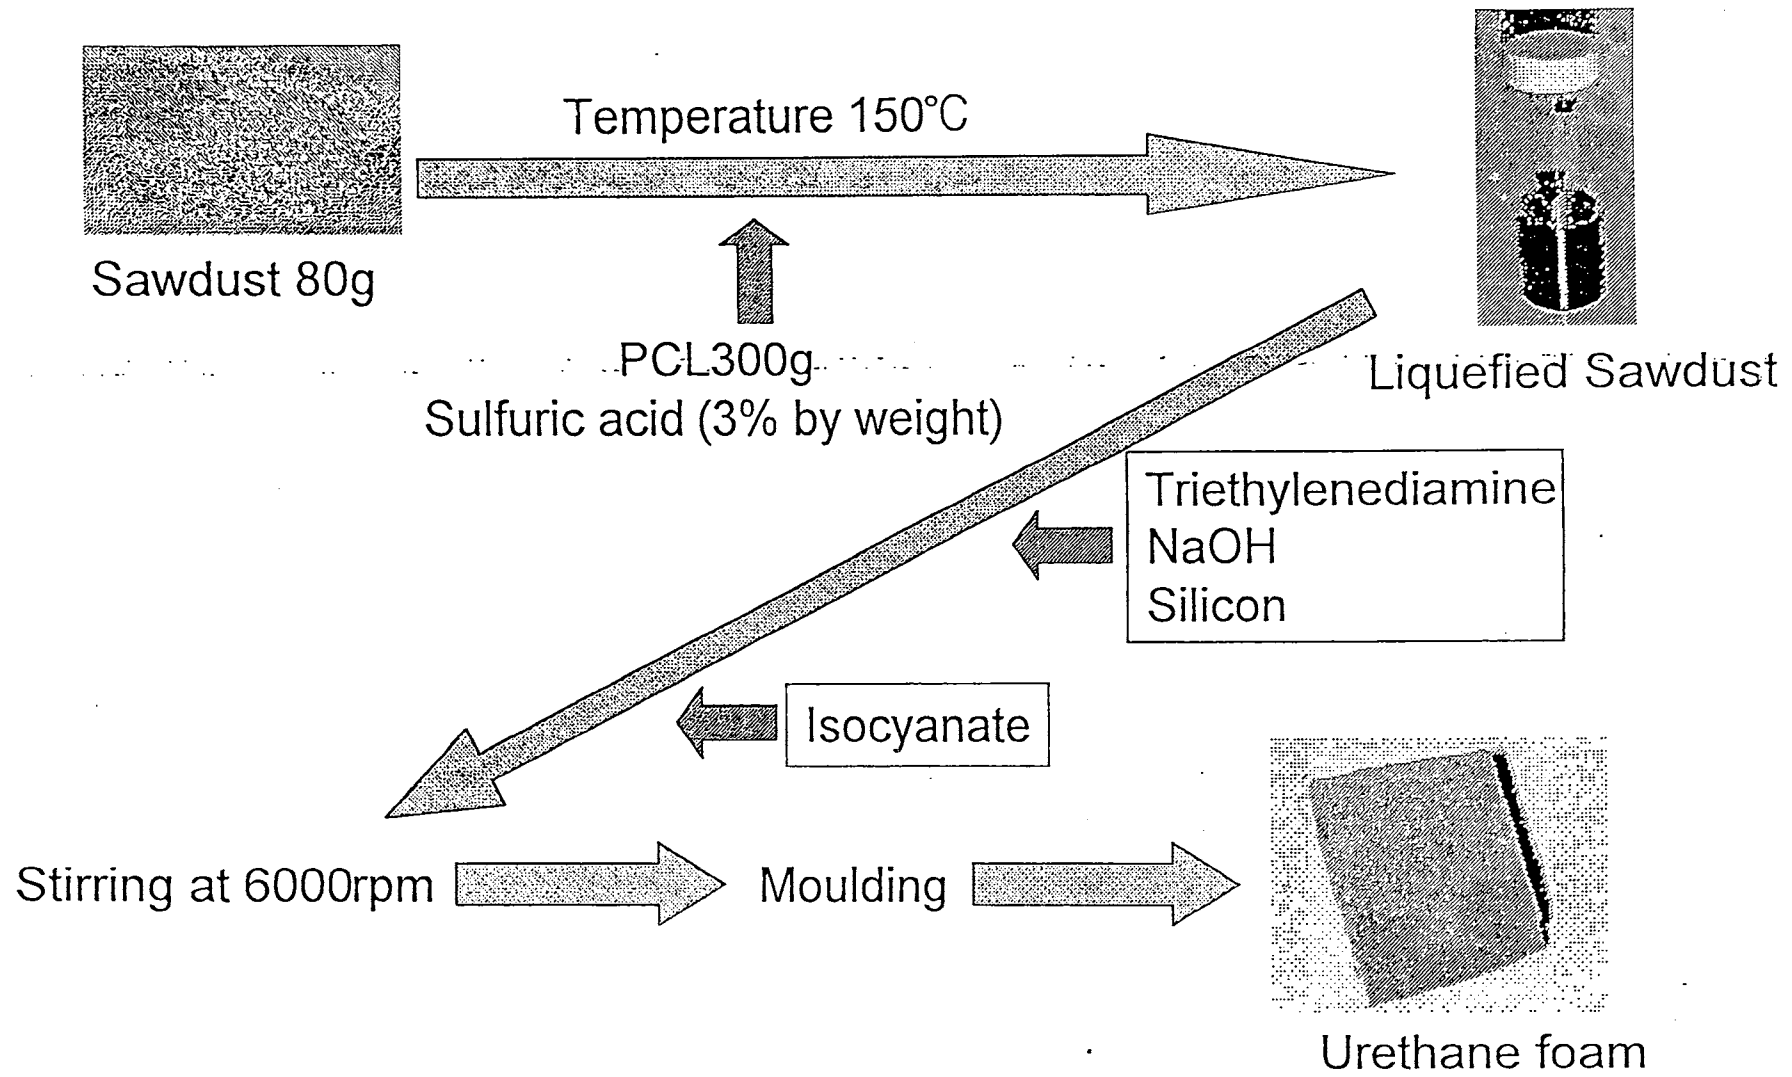 Temperature 150℃
Sawdust 80g
PCL300g
Sulfuric acid (3% by weight)
Liquefied Sawdust
Triethylenediamine
NaOH
Silicon
Isocyanate
Stirring at 6000rpm
Moulding
Urethane foam